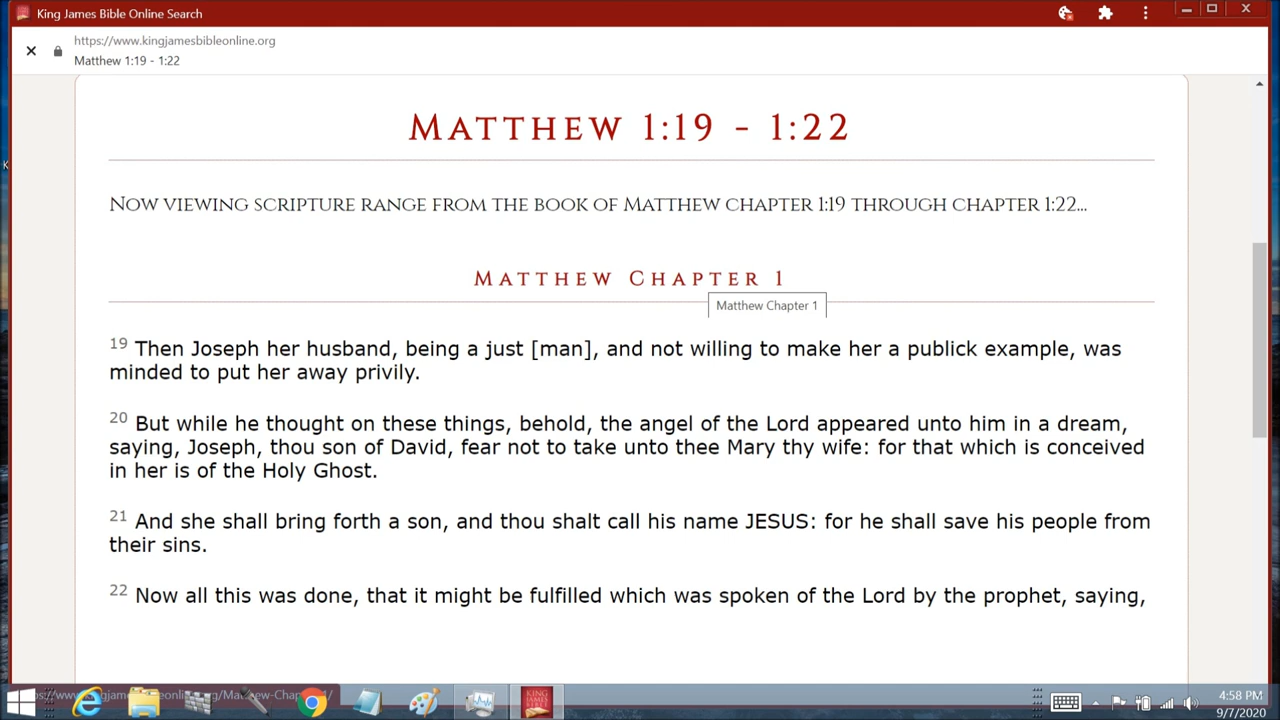 King James Bible Online Search
https://www.kingjamesbibleonline.org
Matthew 1:19 - 1:22
MATTHEW 1:19 - 1:22
NOW VIEWING SCRIPTURE RANGE FROM THE BOOK OF MATTHEW CHAPTER 1:19 THROUGH CHAPTER 1:22...
MATTHEW CHAPTER 1
Matthew Chapter 1
19 Then Joseph her husband, being a just [man], and not willing to make her a publick example, was
minded to put her away privily.
20 But while he thought on these things, behold, the angel of the Lord appeared unto him in a dream,
saying, Joseph, thou son of David, fear not to take unto thee Mary thy wife: for that which is conceived
in her is of the Holy Ghost.
21 And she shall bring forth a son, and thou shalt call his name JESUS: for he shall save his people from
their sins.
22 Now all this was done, that it might be fulfilled which was spoken of the Lord by the prophet, saying,
KING
JAMES
BIBLE
4:58 PM
9/7/2020